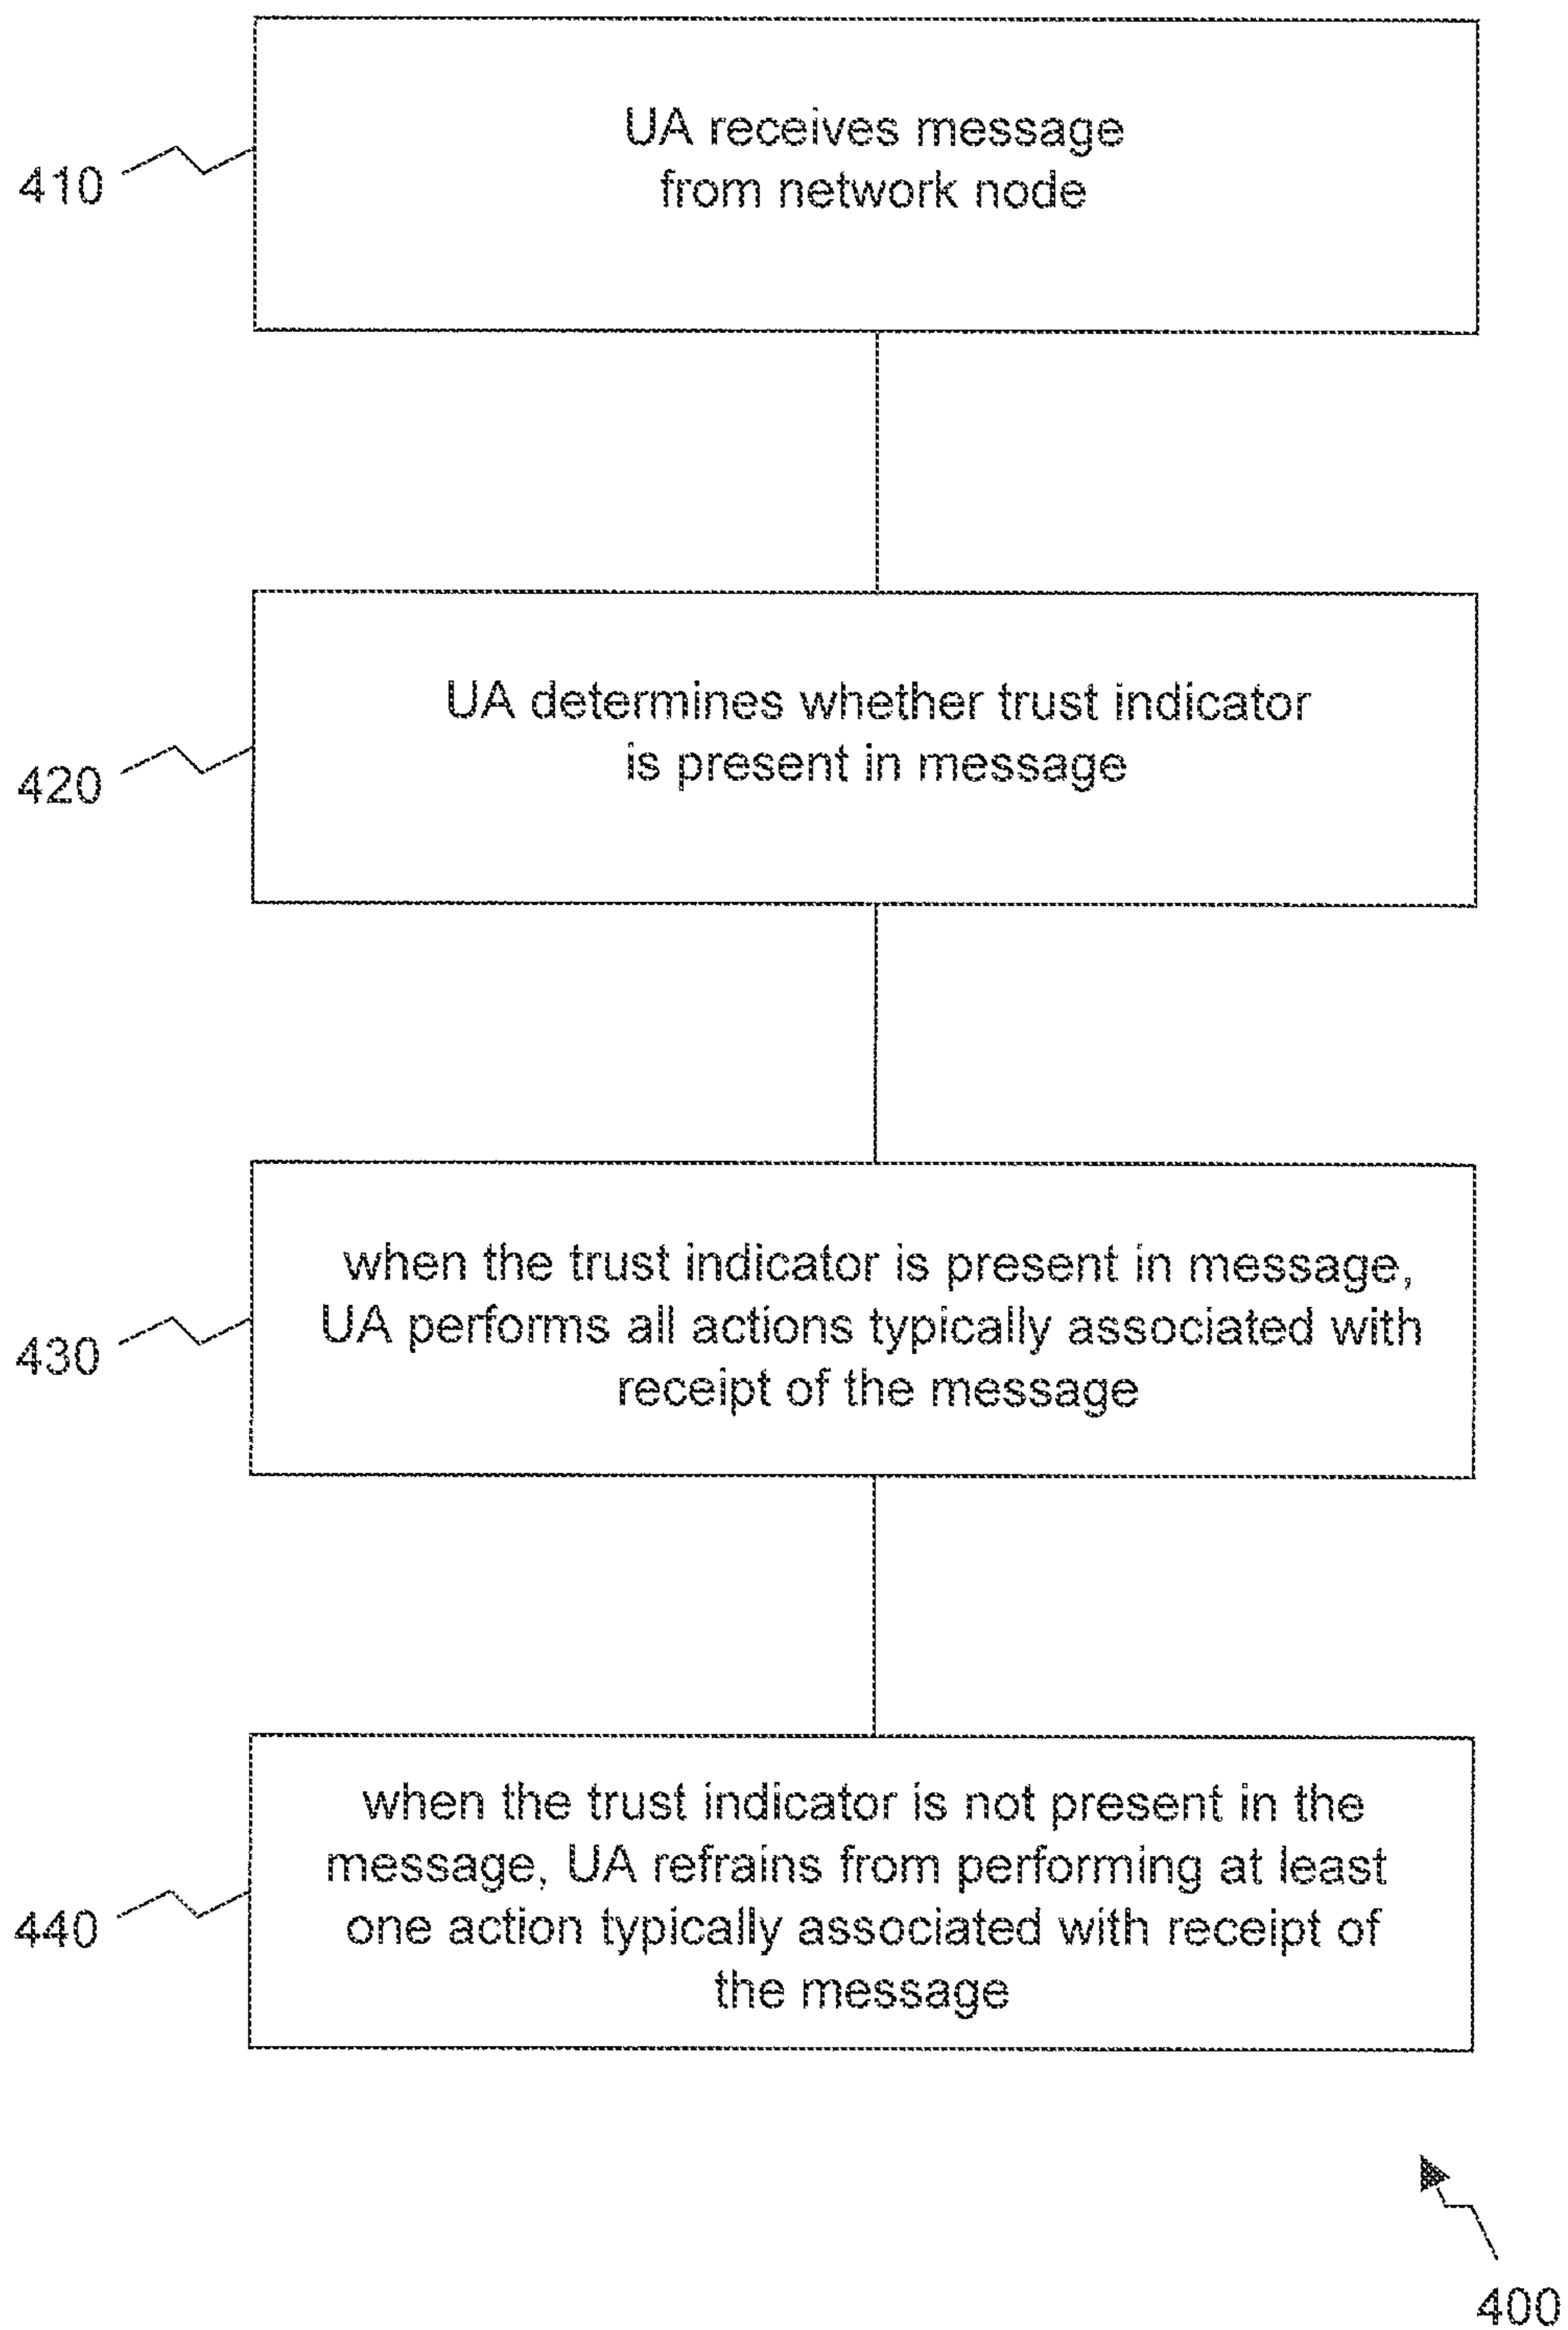 UA receives message
from network node
410
UA determines whether trust indicator
is present in message
420
when the trust indicator is present in message,
UA performs all actions typically associated with
receipt of the message
430
when the trust indicator is not present in the
message, UA refrains from performing at least
one action typically associated with receipt of
the message
440
400